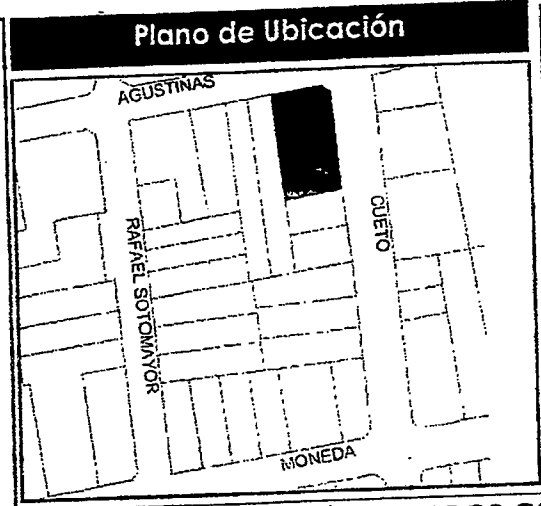 Plano de Ubicación
AGUSTINAS
CUETO
RAFAEL SOTOMAYOR
MONEDA